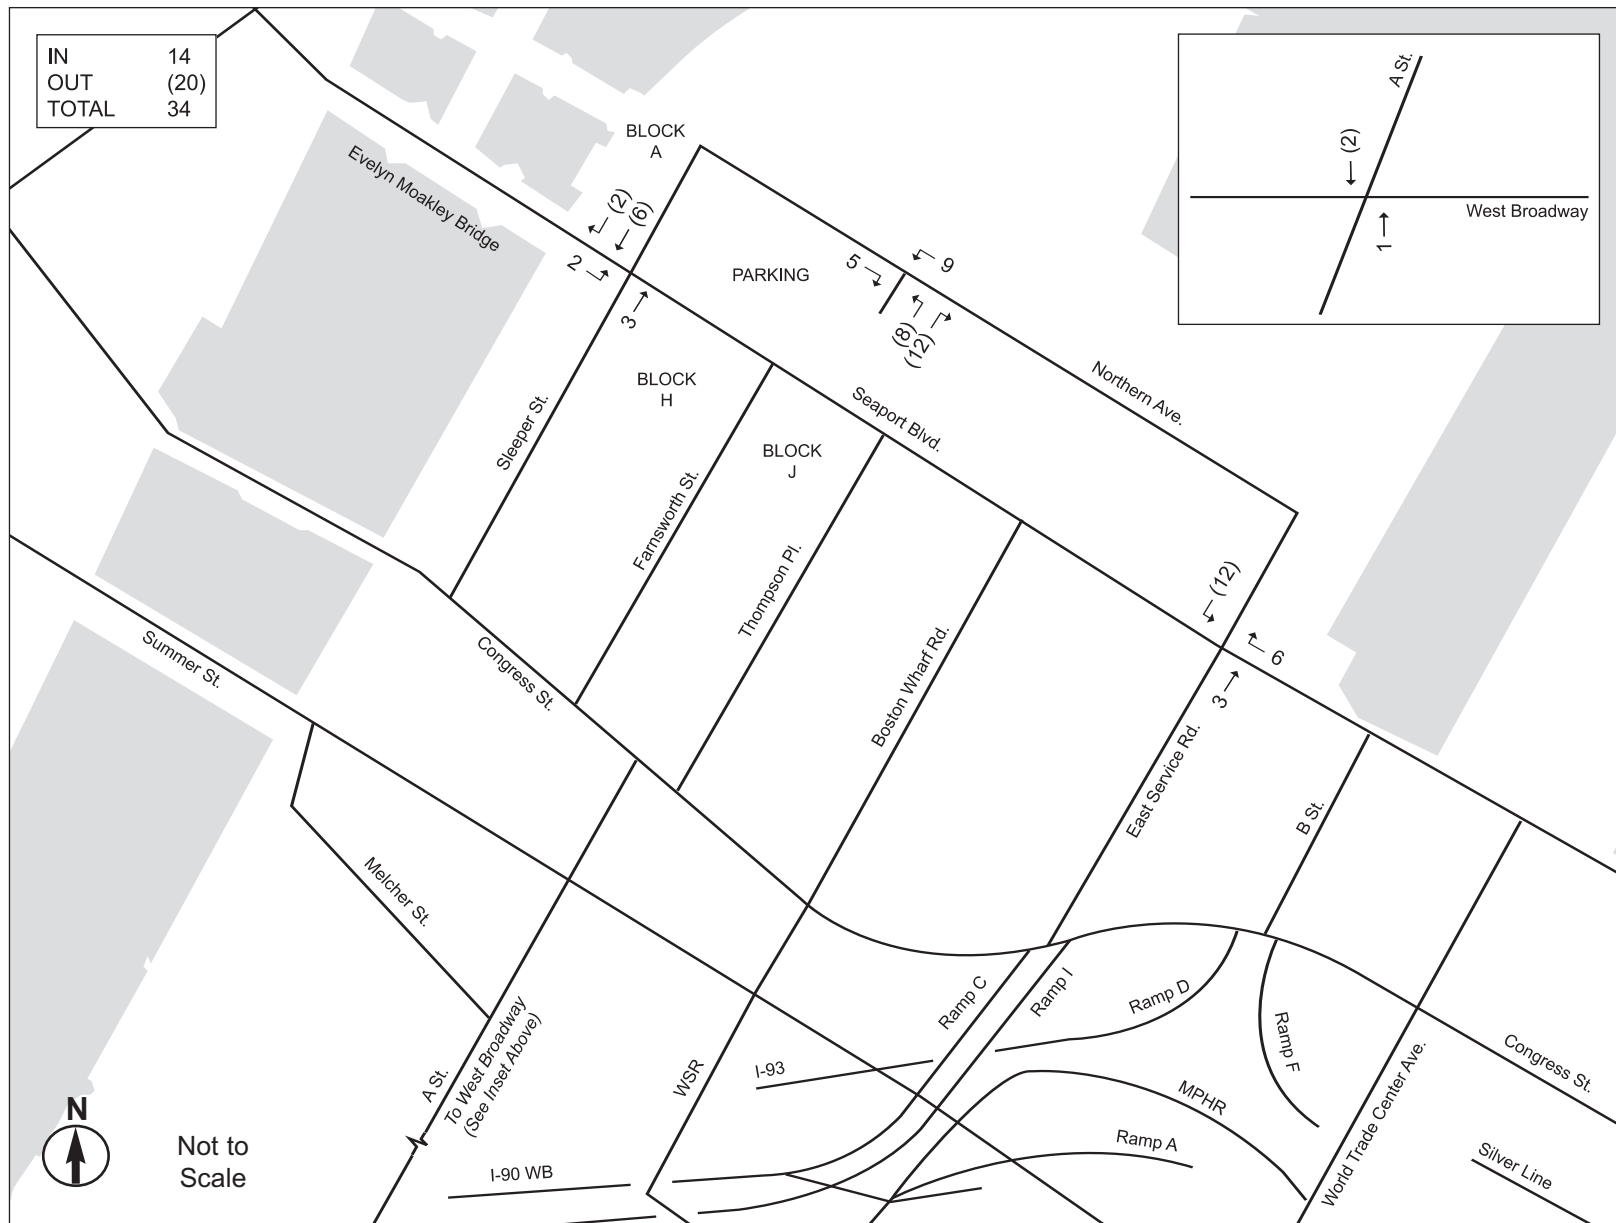 IN 14
OUT (20)
TOTAL 34
A St.
(2)
1
West Broadway
BLOCK
A
Evelyn Moakley Bridge
(2)
(6)
2
3
PARKING
5
9
(8)
(12)
Northern Ave.
BLOCK
H
Seaport Blvd.
Sleeper St.
BLOCK
J
Farnsworth St.
Thompson Pl.
(12)
6
3
Summer St.
Congress St.
Boston Wharf Rd.
East Service Rd.
B St.
Melcher St.
Ramp C
Ramp I
Ramp D
Ramp F
Congress St.
A St.
To West Broadway
(See Inset Above)
WSR
I-93
MPHR
Ramp A
World Trade Center Ave.
Silver Line
I-90 WB
N
Not to
Scale